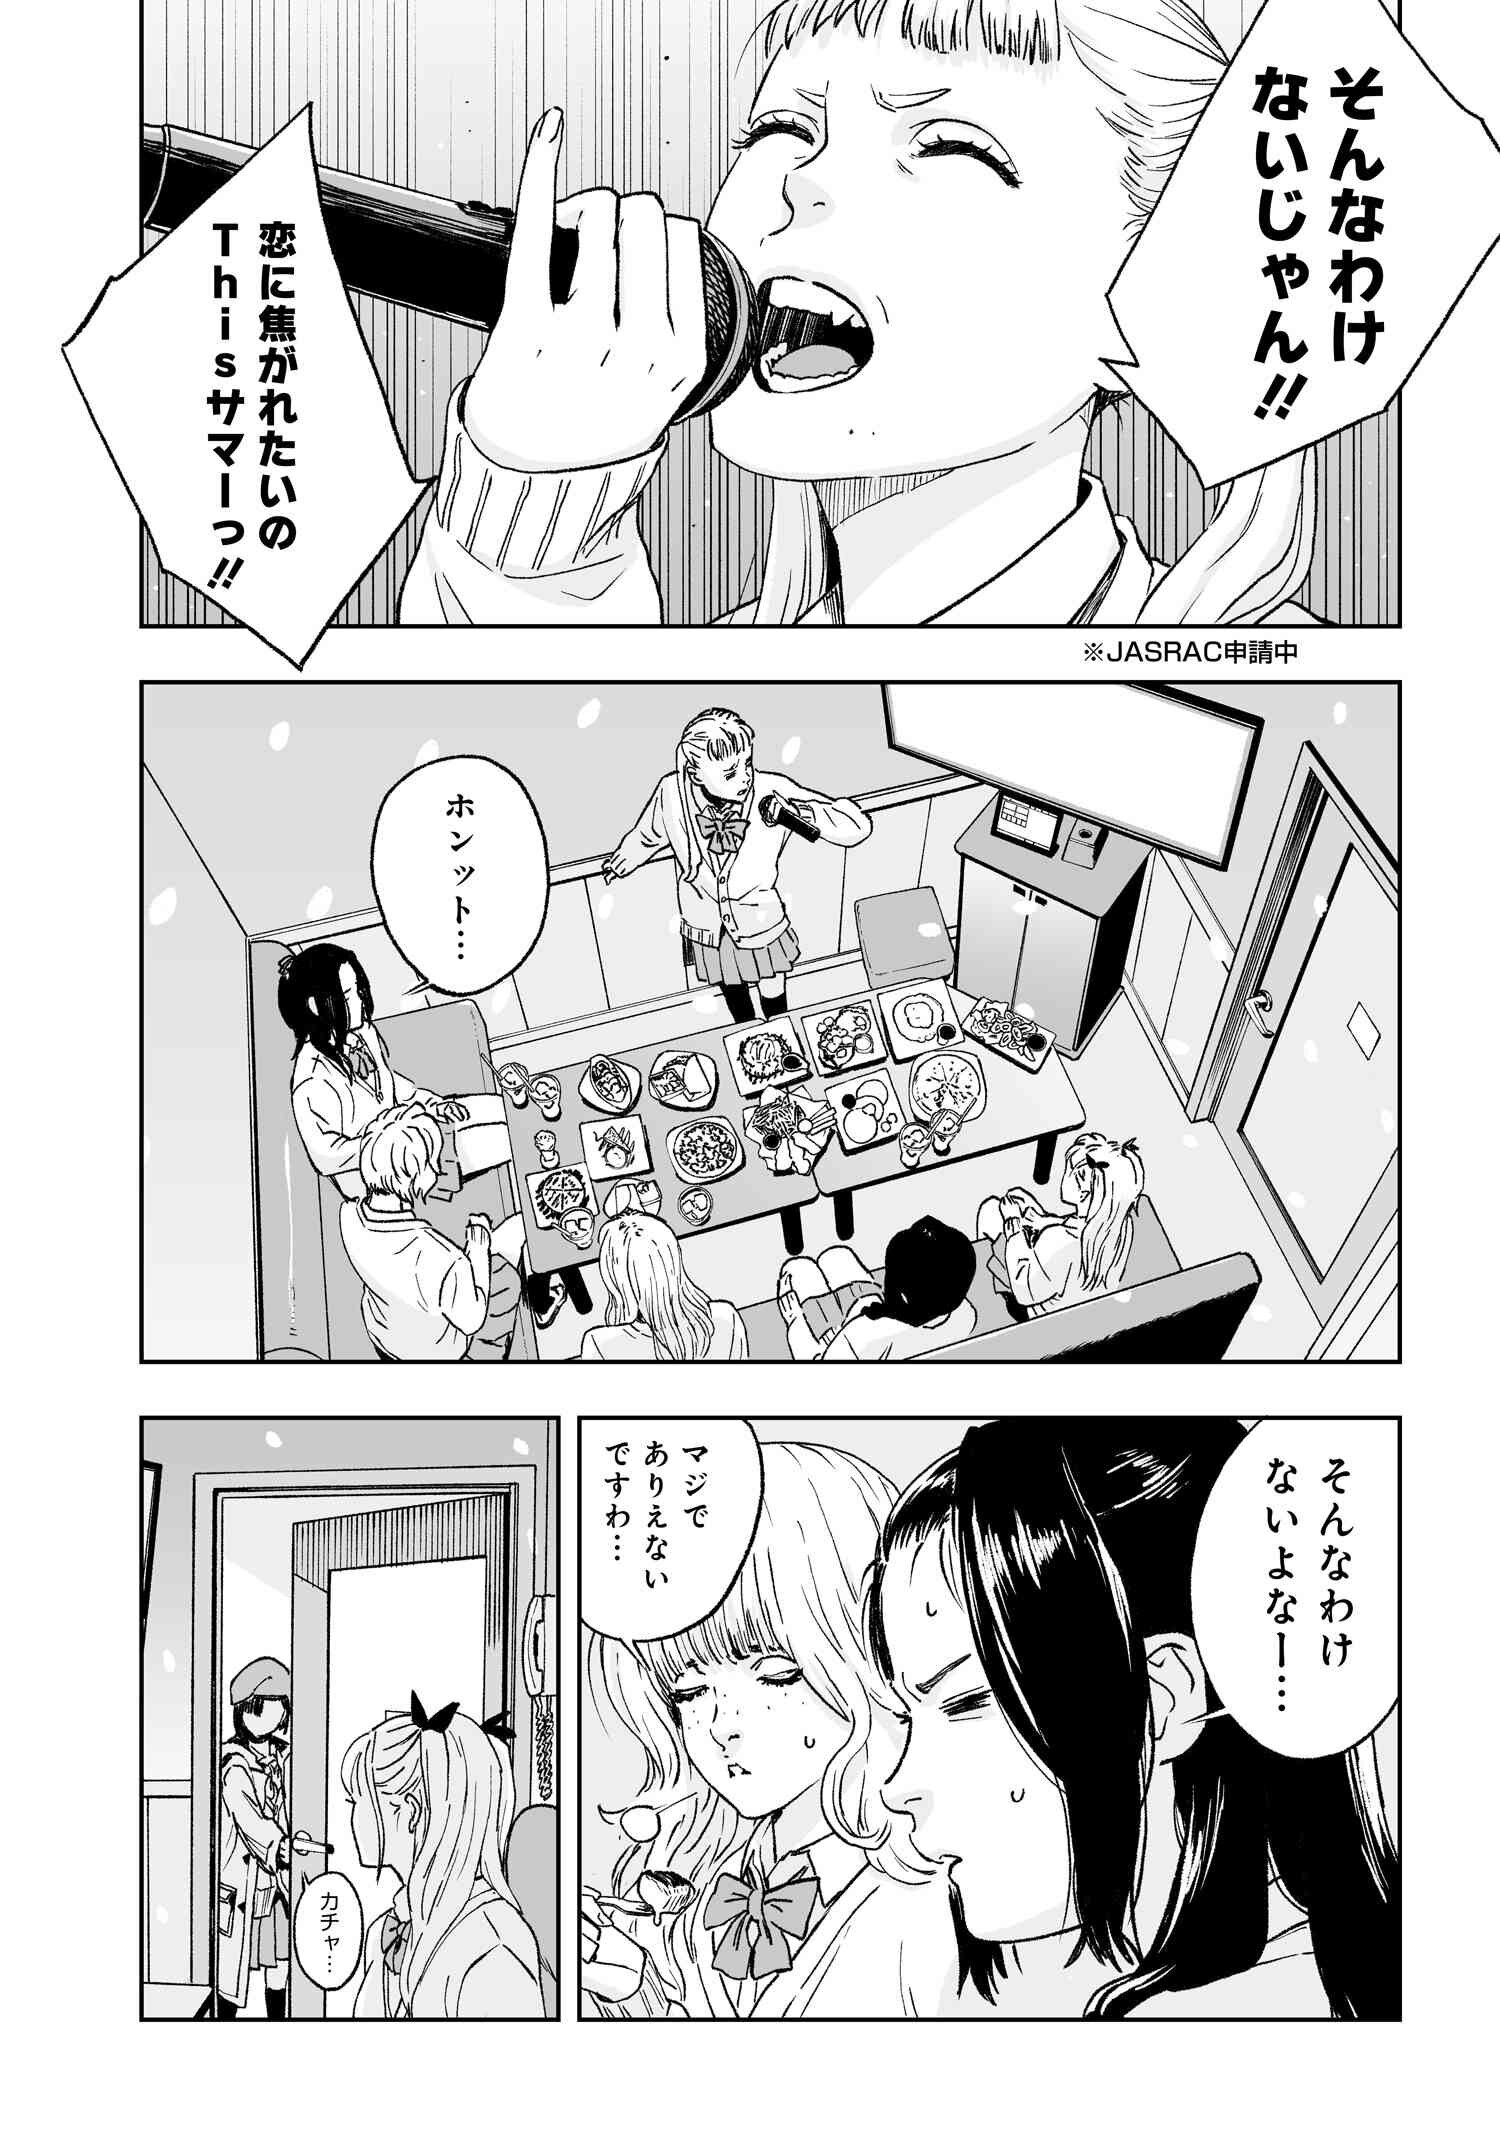 そんなわけ
ないじゃん!!
恋に焦がれたいの
Thisサマーっ!!
※JASRAC申請中
ホンット…
そんなわけ
ないよなー…
マジで
ありえない
ですわ…
カチャ…